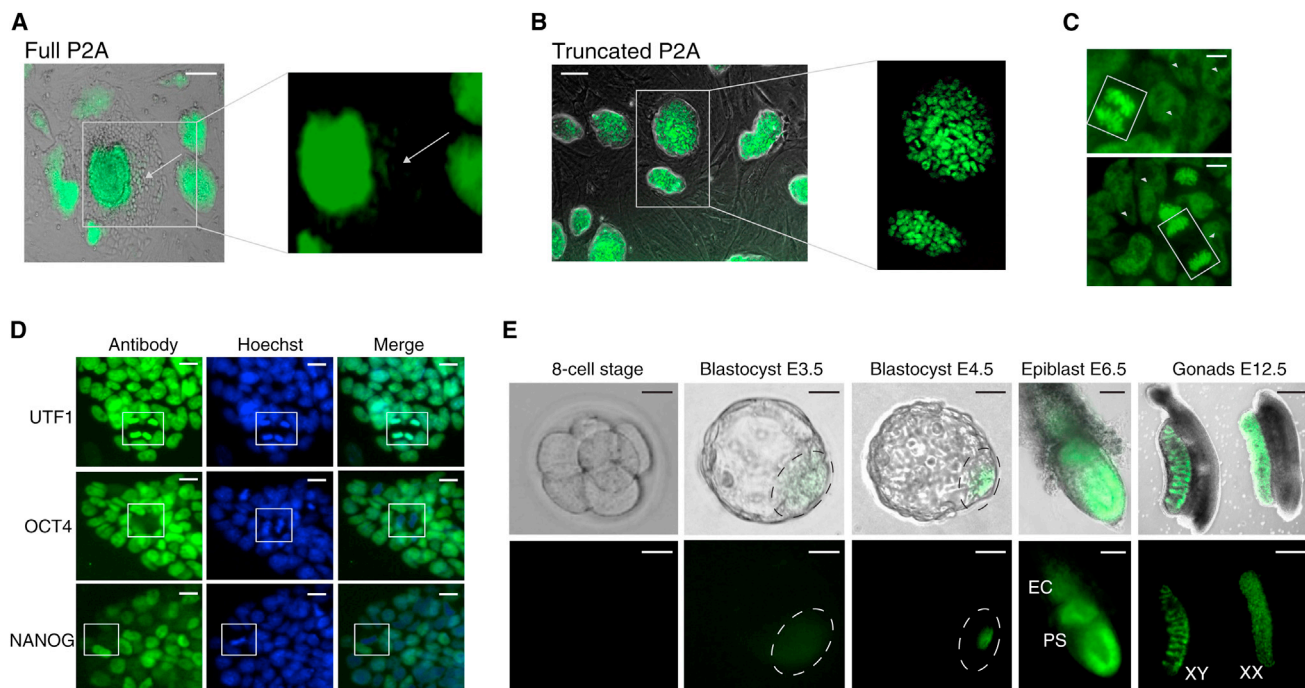 A
Full P2A
B
Truncated P2A
C
D
Antibody Hoechst Merge
UTF1
OCT4
NANOG
E
8-cell stage Blastocyst E3.5 Blastocyst E4.5 Epiblast E6.5 Gonads E12.5
EC
PS
XY XX